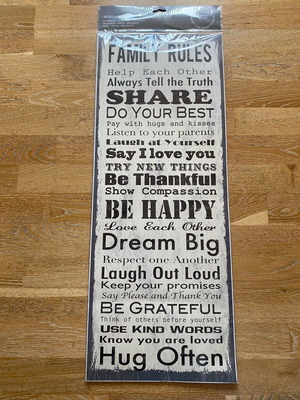 FAMILY RULES
Help Each Other
Always Tell the Truth
SHARE
DO YOUR BEST
Pay with hugs and kisses
Listen to your parents
Laugh at Yourself
Say I love you
TRY NEW THINGS
Be Thankful
Show Compassion
BE HAPPY
Love Each Other
Dream Big
Respect one Another
Laugh Out Loud
Keep your promises
Say Please and Thank You
BE GRATEFUL
Think of others before yourself
USE KIND WORDS
Know you are loved
Hug Often